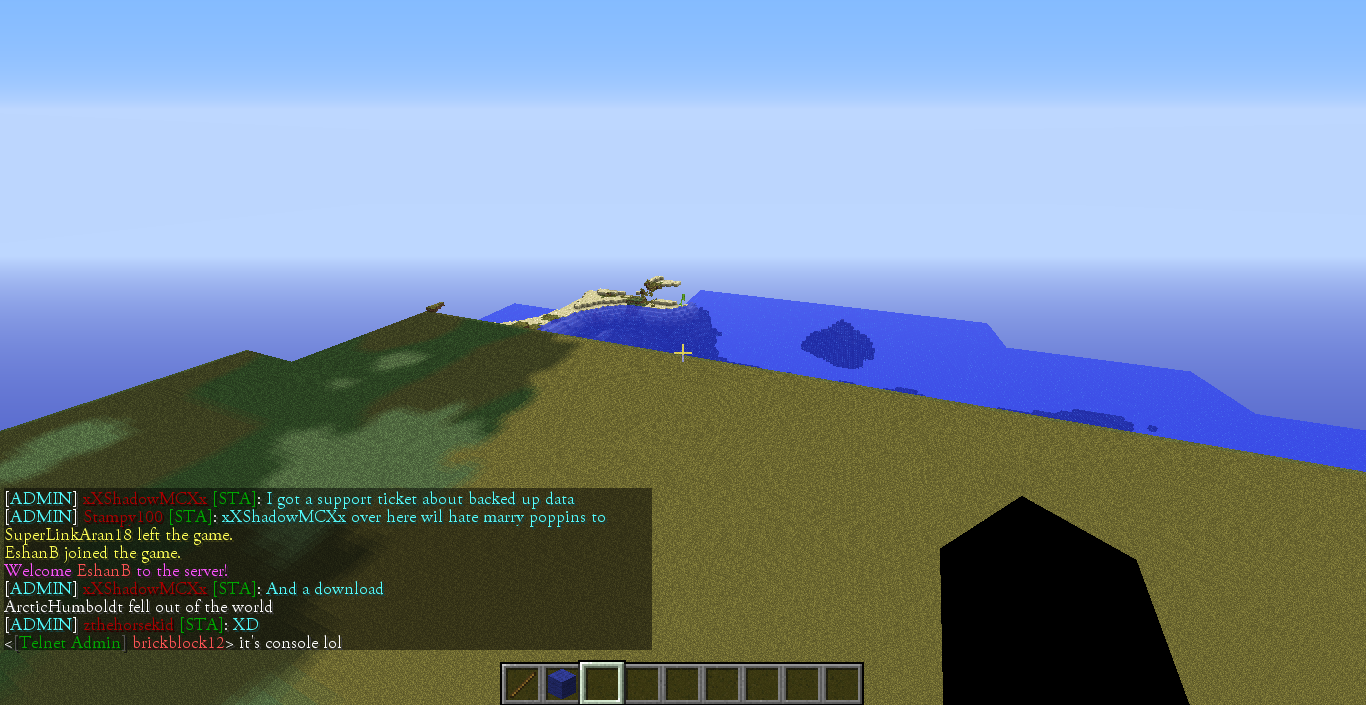 [ADMIN] xXShadowMCXx [STA]: I got a support ticket about backed up data
[ADMIN] Stampy100 [STA]: xXShadowMCXx over here wil hate marry poppins to
SuperLinkAran18 left the game.
EshanB joined the game.
Welcome EshanB to the server!
[ADMIN] xXShadowMCXx [STA]: And a download
ArcticHumboldt fell out of the world
[ADMIN] zthehorsekid [STA]: XD
<[Telnet Admin] brickblock12> it's console lol